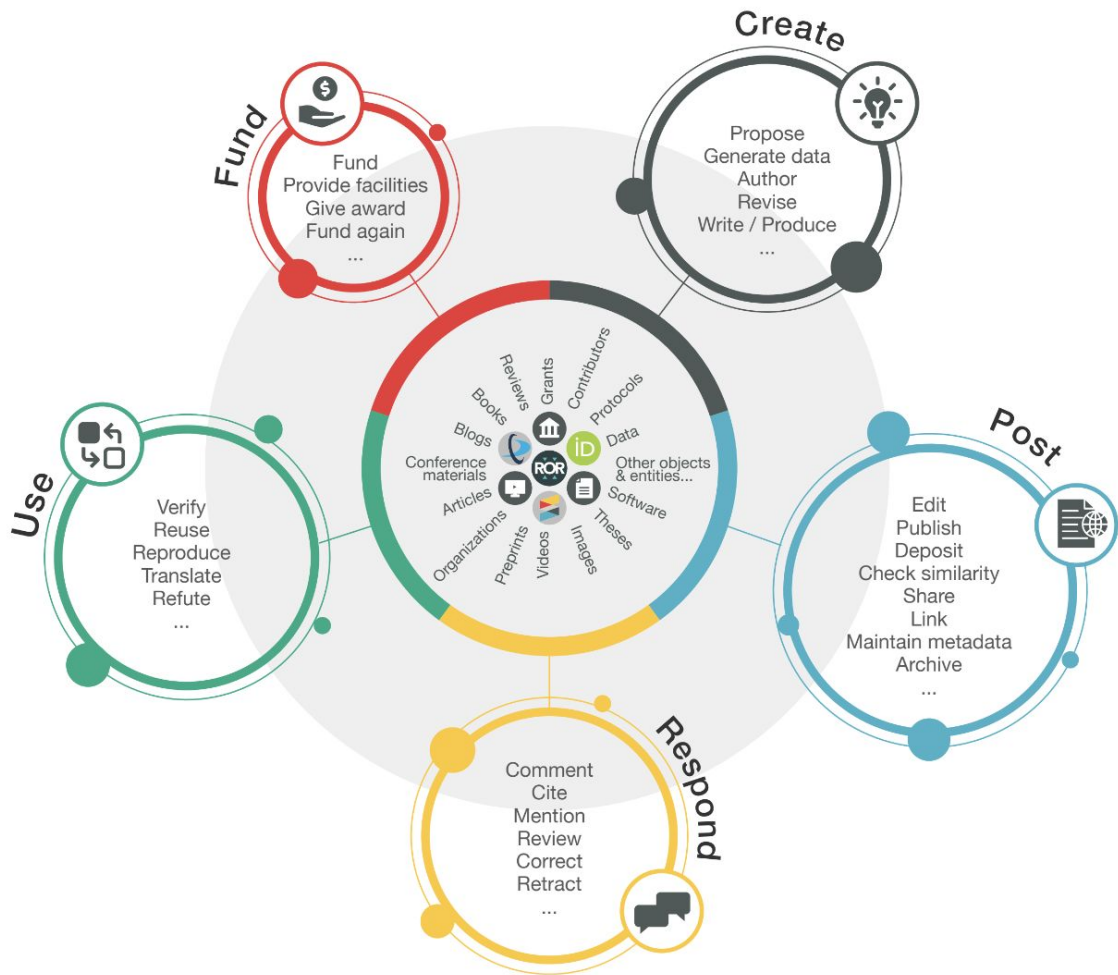 Create
Propose
Generate data
Author
Revise
Write / Produce
...
Fund
$
Fund
Provide facilities
Give award
Fund again
...
Post
Edit
Publish
Deposit
Check similarity
Share
Link
Maintain metadata
Archive
...
Respond
Comment
Cite
Mention
Review
Correct
Retract
...
Use
Verify
Reuse
Reproduce
Translate
Refute
...
Grants
Contributors
Protocols
Data
Other objects
& entities...
Software
Theses
Images
Videos
Preprints
Organizations
Articles
Conference
materials
Blogs
Books
Reviews
iD
ROR